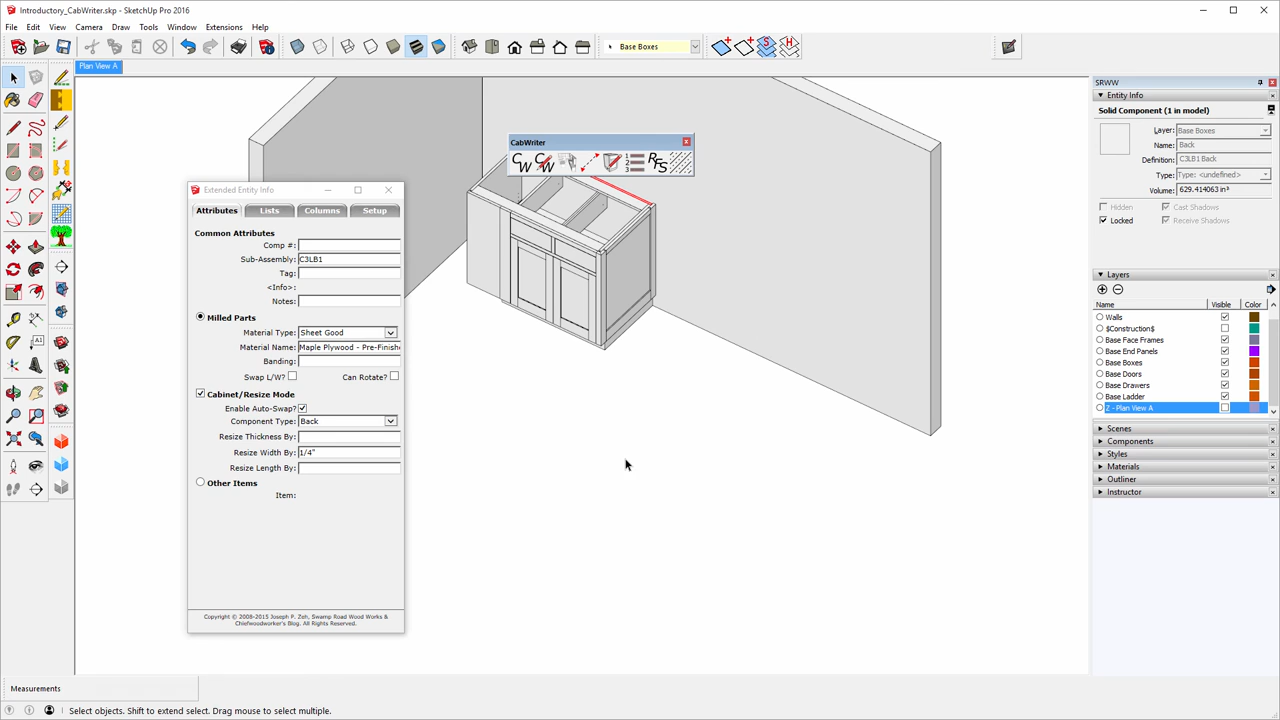 Introductory_CabWriter.skp - SketchUp Pro 2016
File Edit View Camera Draw Tools Window Extensions Help
Base Boxes
Plan View A
SRWW
Entity Info
Solid Component (1 in model)
Layer: Base Boxes
Name: Back
Definition: C3LB1 Back
Type: Type: <undefined>
Volume: 629.414063 in³
Hidden Cast Shadows
Locked Receive Shadows
Layers
Name Visible Color
Walls
$Construction$
Base Face Frames
Base End Panels
Base Boxes
Base Doors
Base Drawers
Base Ladder
Z - Plan View A
Scenes
Components
Styles
Materials
Outliner
Instructor
CabWriter
Extended Entity Info
Attributes Lists Columns Setup
Common Attributes
Comp #:
Sub-Assembly: C3LB1
Tag:
<Info>:
Notes:
Milled Parts
Material Type: Sheet Good
Material Name: Maple Plywood - Pre-Finishe
Banding:
Swap L/W? Can Rotate?
Cabinet/Resize Mode
Enable Auto-Swap?
Component Type: Back
Resize Thickness By:
Resize Width By: 1/4"
Resize Length By:
Other Items
Item:
Copyright © 2008-2015 Joseph P. Zeh, Swamp Road Wood Works &
Chiefwoodworker's Blog. All Rights Reserved.
Measurements
Select objects. Shift to extend select. Drag mouse to select multiple.